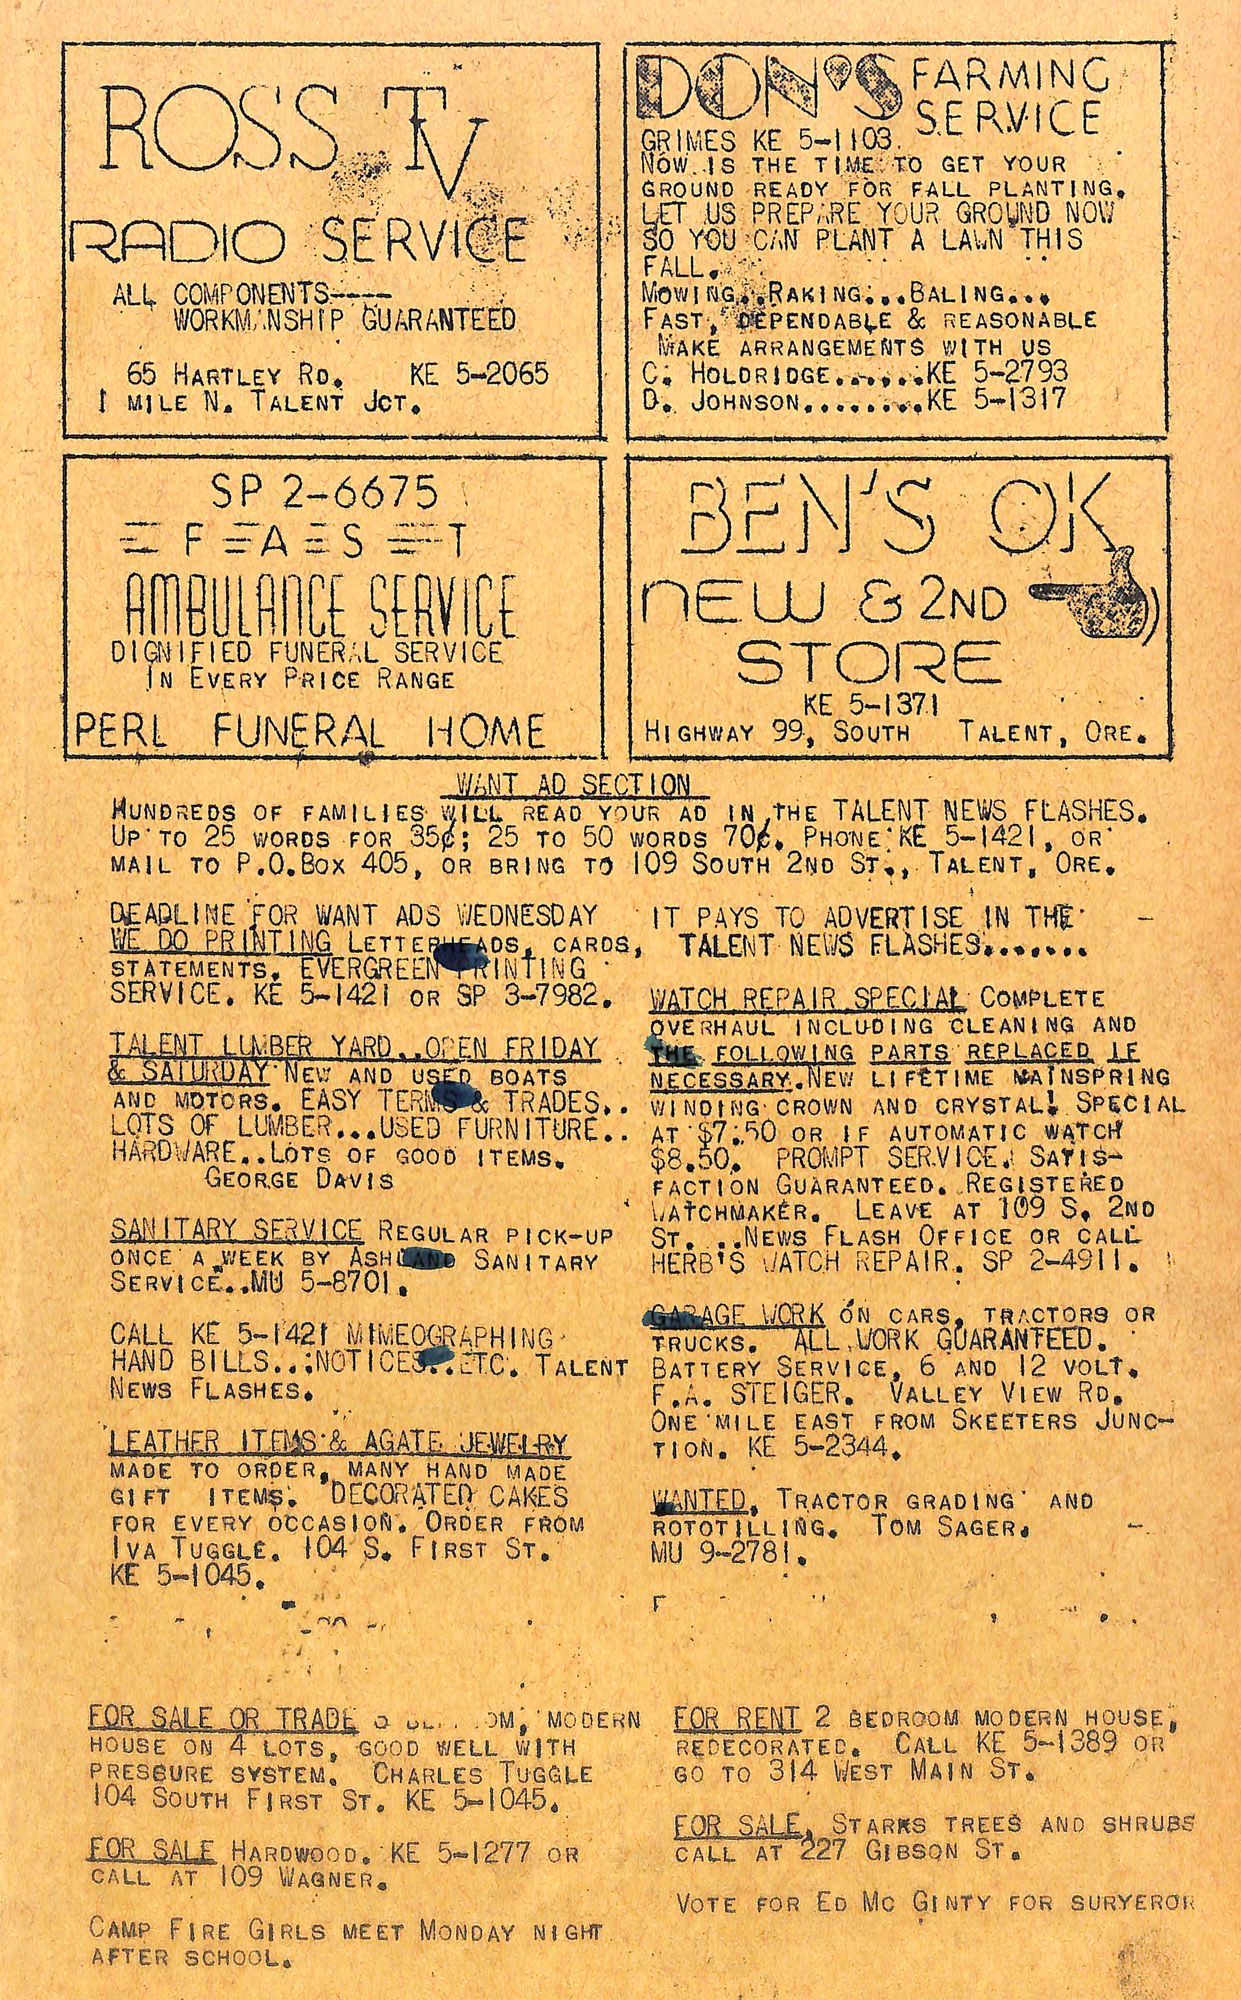 ROSS TV
RADIO SERVICE
ALL COMPONENTS----
WORKMANSHIP GUARANTEED
65 HARTLEY RD. KE 5-2065
1 MILE N. TALENT JCT.
DON'S FARMING
SERVICE
GRIMES KE 5-1103.
NOW IS THE TIME TO GET YOUR
GROUND READY FOR FALL PLANTING.
LET US PREPARE YOUR GROUND NOW
SO YOU CAN PLANT A LAWN THIS
FALL.
MOWING...RAKING...BALING...
FAST, DEPENDABLE & REASONABLE
MAKE ARRANGEMENTS WITH US
C. HOLDRIDGE......KE 5-2793
D. JOHNSON........KE 5-1317
SP 2-6675
F A S T
AMBULANCE SERVICE
DIGNIFIED FUNERAL SERVICE
IN EVERY PRICE RANGE
PERL FUNERAL HOME
BEN'S OK
NEW & 2ND
STORE
KE 5-1371
HIGHWAY 99, SOUTH TALENT, ORE.
WANT AD SECTION
HUNDREDS OF FAMILIES WILL READ YOUR AD IN THE TALENT NEWS FLASHES.
UP TO 25 WORDS FOR 35¢; 25 TO 50 WORDS 70¢. PHONE KE 5-1421, OR
MAIL TO P.O.BOX 405, OR BRING TO 109 SOUTH 2ND ST., TALENT, ORE.
DEADLINE FOR WANT ADS WEDNESDAY
WE DO PRINTING LETTERHEADS, CARDS,
STATEMENTS. EVERGREEN PRINTING
SERVICE. KE 5-1421 OR SP 3-7982.
TALENT LUMBER YARD..OPEN FRIDAY
& SATURDAY NEW AND USED BOATS
AND MOTORS. EASY TERMS & TRADES..
LOTS OF LUMBER...USED FURNITURE..
HARDWARE..LOTS OF GOOD ITEMS.
GEORGE DAVIS
SANITARY SERVICE REGULAR PICK-UP
ONCE A WEEK BY ASHLAND SANITARY
SERVICE..MU 5-8701.
CALL KE 5-1421 MIMEOGRAPHING
HAND BILLS...NOTICES..ETC. TALENT
NEWS FLASHES.
LEATHER ITEMS & AGATE JEWELRY
MADE TO ORDER, MANY HAND MADE
GIFT ITEMS. DECORATED CAKES
FOR EVERY OCCASION. ORDER FROM
IVA TUGGLE. 104 S. FIRST ST.
KE 5-1045.
IT PAYS TO ADVERTISE IN THE
TALENT NEWS FLASHES.......
WATCH REPAIR SPECIAL COMPLETE
OVERHAUL INCLUDING CLEANING AND
THE FOLLOWING PARTS REPLACED IF
NECESSARY.NEW LIFETIME MAINSPRING
WINDING CROWN AND CRYSTAL! SPECIAL
AT $7.50 OR IF AUTOMATIC WATCH
$8.50. PROMPT SERVICE. SATIS-
FACTION GUARANTEED. REGISTERED
WATCHMAKER. LEAVE AT 109 S. 2ND
ST. ..NEWS FLASH OFFICE OR CALL
HERB'S WATCH REPAIR. SP 2-4911.
GARAGE WORK ON CARS, TRACTORS OR
TRUCKS. ALL WORK GUARANTEED.
BATTERY SERVICE, 6 AND 12 VOLT.
F.A. STEIGER. VALLEY VIEW RD.
ONE MILE EAST FROM SKEETERS JUNC-
TION. KE 5-2344.
WANTED, TRACTOR GRADING AND
ROTOTILLING. TOM SAGER.
MU 9-2781.
FOR SALE OR TRADE MODERN
HOUSE ON 4 LOTS, GOOD WELL WITH
PRESSURE SYSTEM. CHARLES TUGGLE
104 SOUTH FIRST ST. KE 5-1045.
FOR SALE HARDWOOD. KE 5-1277 OR
CALL AT 109 WAGNER.
CAMP FIRE GIRLS MEET MONDAY NIGHT
AFTER SCHOOL.
FOR RENT 2 BEDROOM MODERN HOUSE,
REDECORATED. CALL KE 5-1389 OR
GO TO 314 WEST MAIN ST.
FOR SALE, STARKS TREES AND SHRUBS
CALL AT 227 GIBSON ST.
VOTE FOR ED MC GINTY FOR SURYEROR